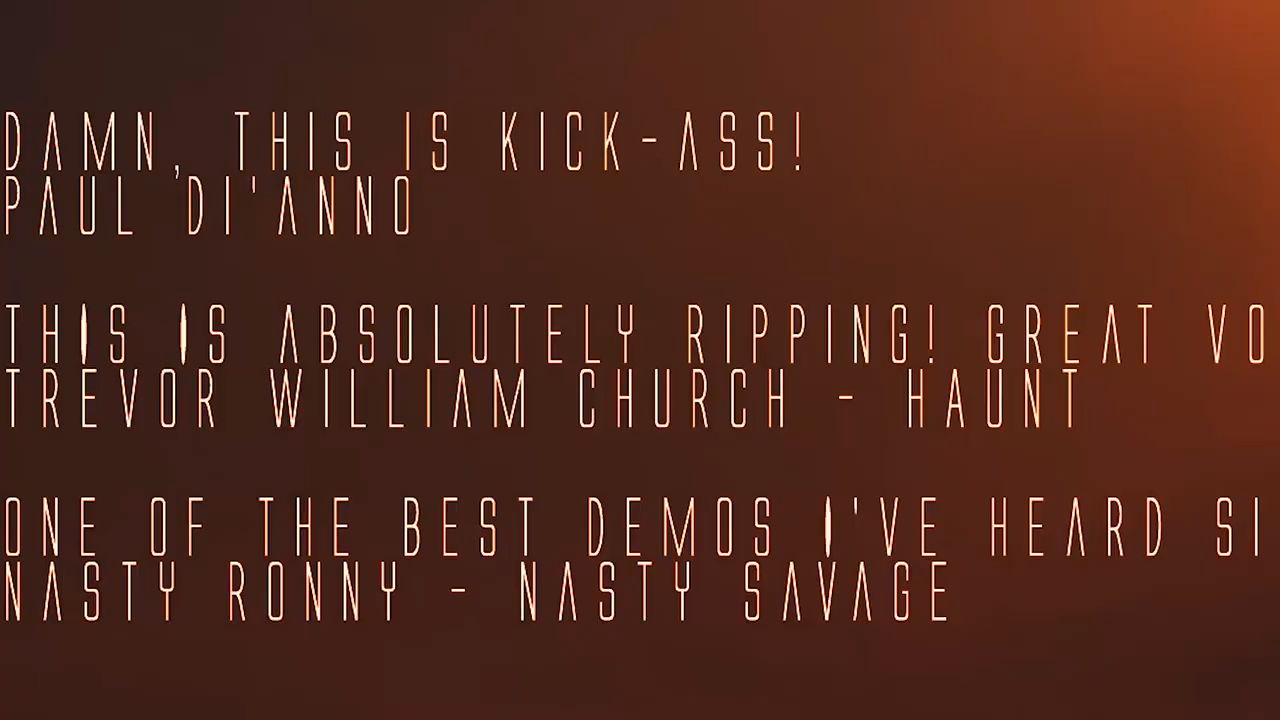 DAMN, THIS IS KICK-ASS!
PAUL DI'ANNO
THIS IS ABSOLUTELY RIPPING! GREAT VO
TREVOR WILLIAM CHURCH - HAUNT
ONE OF THE BEST DEMOS I'VE HEARD SI
NASTY RONNY - NASTY SAVAGE